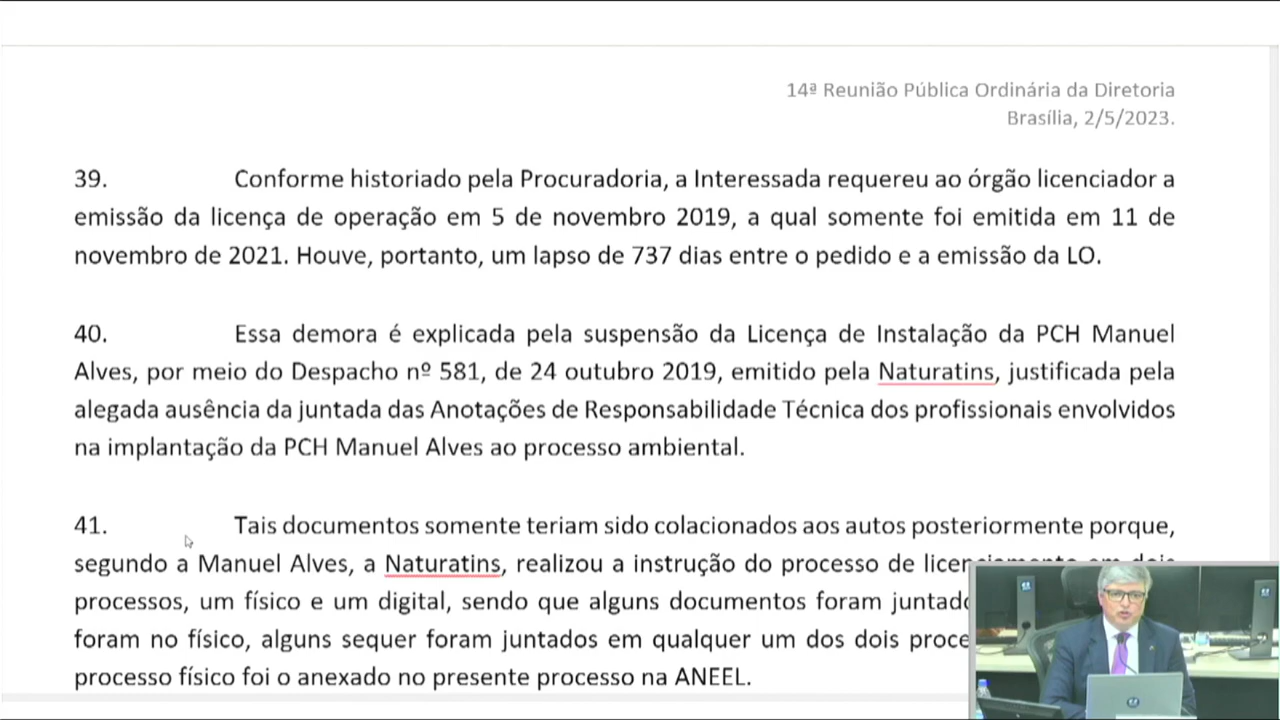 14ª Reunião Pública Ordinária da Diretoria
Brasília, 2/5/2023.
39. Conforme historiado pela Procuradoria, a Interessada requereu ao órgão licenciador a
emissão da licença de operação em 5 de novembro 2019, a qual somente foi emitida em 11 de
novembro de 2021. Houve, portanto, um lapso de 737 dias entre o pedido e a emissão da LO.
40. Essa demora é explicada pela suspensão da Licença de Instalação da PCH Manuel
Alves, por meio do Despacho nº 581, de 24 outubro 2019, emitido pela Naturatins, justificada pela
alegada ausência da juntada das Anotações de Responsabilidade Técnica dos profissionais envolvidos
na implantação da PCH Manuel Alves ao processo ambiental.
41. Tais documentos somente teriam sido colacionados aos autos posteriormente porque,
segundo a Manuel Alves, a Naturatins, realizou a instrução do processo de licenciamento em dois
processos, um físico e um digital, sendo que alguns documentos foram
foram no físico, alguns sequer foram juntados em qualquer um dos dois
processo físico foi o anexado no presente processo na ANEEL.